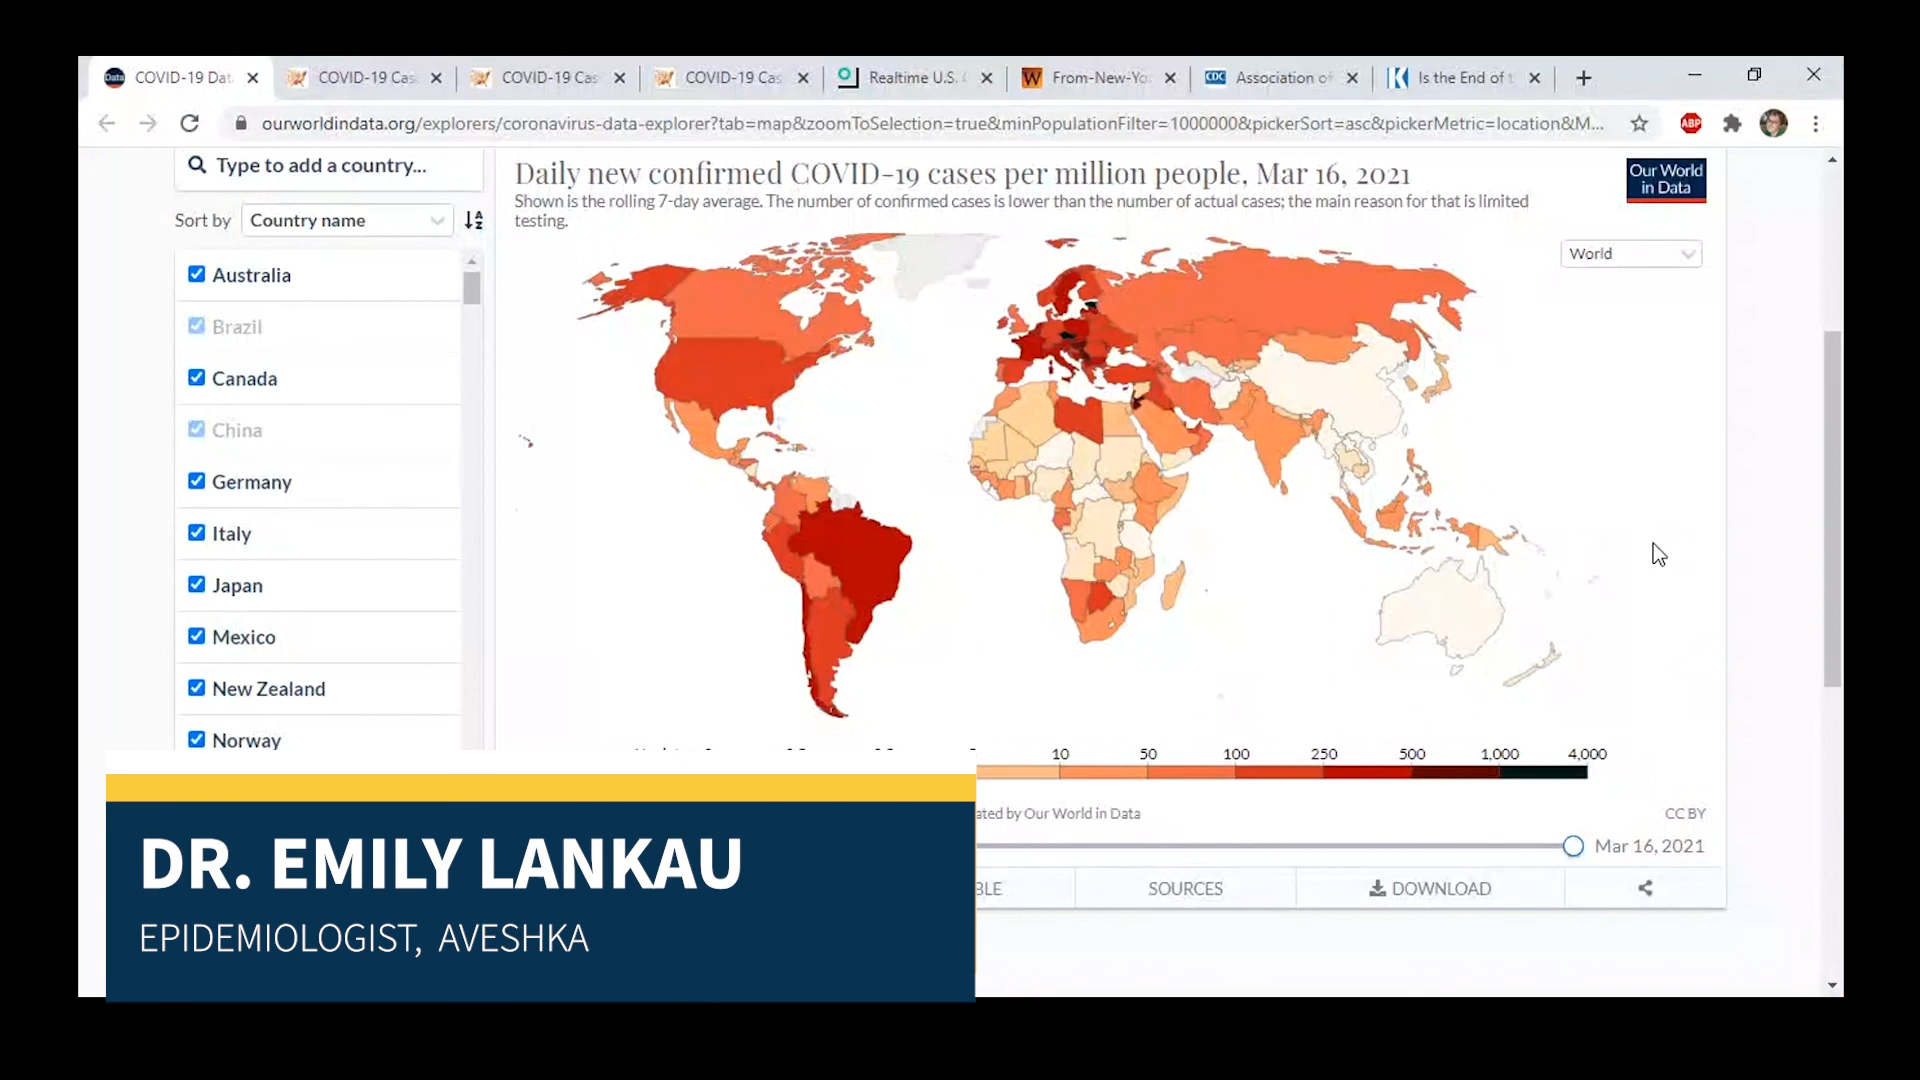 COVID-19 Dat
COVID-19 Cas
COVID-19 Cas
COVID-19 Cas
Realtime U.S.
From-New-Yo
CDC
Association of
Is the End of t
ourworldindata.org/explorers/coronavirus-data-explorer?tab=map&zoomToSelection=true&minPopulationFilter=1000000&pickerSort=asc&pickerMetric=location&M...
ABP
Type to add a country...
Sort by Country name
Australia
Brazil
Canada
China
Germany
Italy
Japan
Mexico
New Zealand
Norway
Daily new confirmed COVID-19 cases per million people, Mar 16, 2021
Shown is the rolling 7-day average. The number of confirmed cases is lower than the number of actual cases; the main reason for that is limited
testing.
Our World
in Data
World
10 50 100 250 500 1,000 4,000
ated by Our World in Data
CC BY
Mar 16, 2021
BLE
SOURCES
DOWNLOAD
DR. EMILY LANKAU
EPIDEMIOLOGIST, AVESHKA